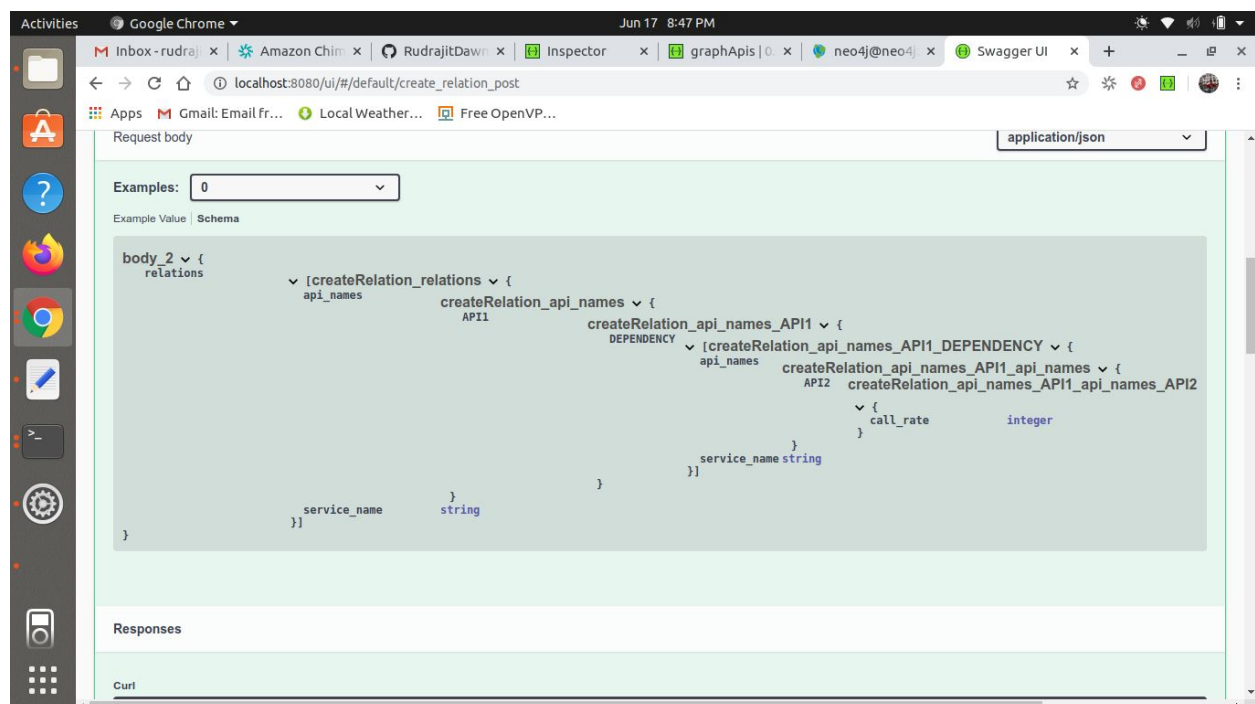 Activities Google Chrome Jun 17 8:47 PM
Inbox - rudraj Amazon Chim RudrajitDawn Inspector graphApis | 0. neo4j@neo4j Swagger UI
localhost:8080/ui/#/default/create_relation_post
Apps Gmail: Email fr... Local Weather... Free OpenVP...
Request body application/json
Examples: 0
Example Value Schema
body_2 {
relations
[createRelation_relations {
api_names createRelation_api_names {
API1 createRelation_api_names_API1 {
DEPENDENCY [createRelation_api_names_API1_DEPENDENCY {
api_names createRelation_api_names_API1_api_names {
API2 createRelation_api_names_API1_api_names_API2
{
call_rate integer
}
}
service_name string
}]
}
}
service_name string
}]
}
Responses
Curl